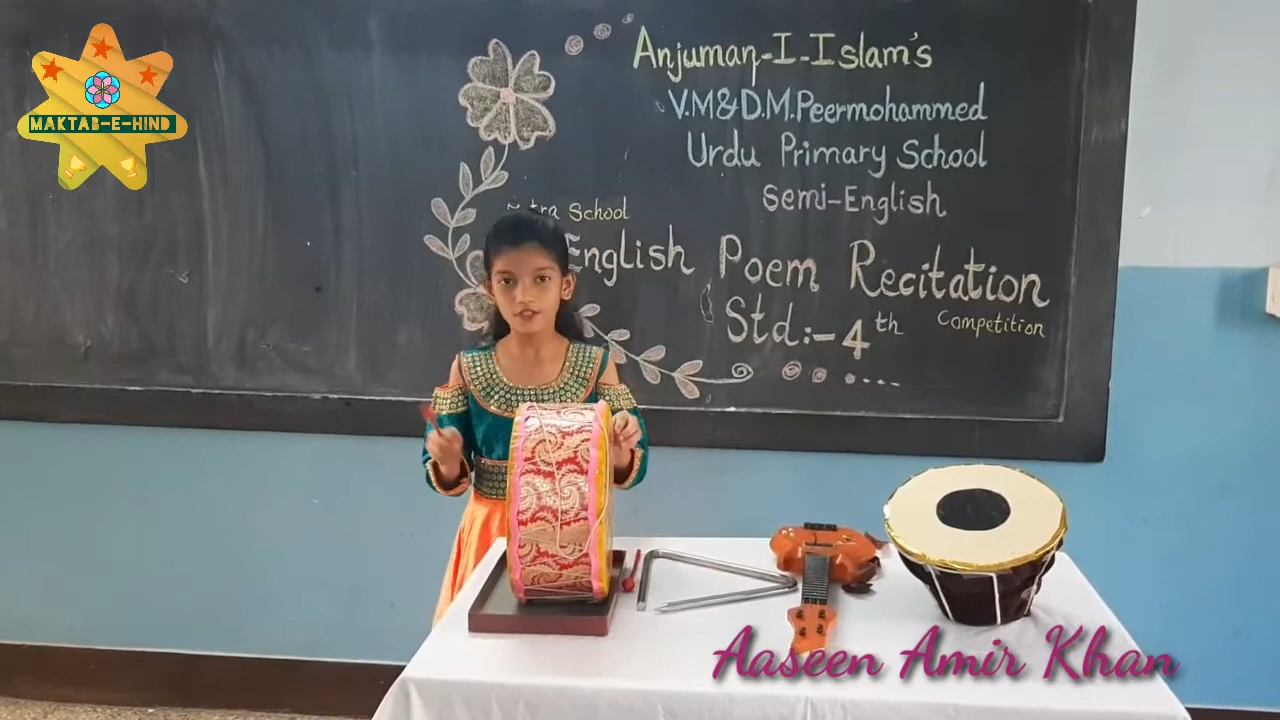 MAKTAB-E-HIND
Anjuman-I-Islam's
V.M&D.M.Peermohammed
Urdu Primary School
Semi-English
School
English Poem Recitation
Competition
Std:-4th
Aaseen Amir Khan